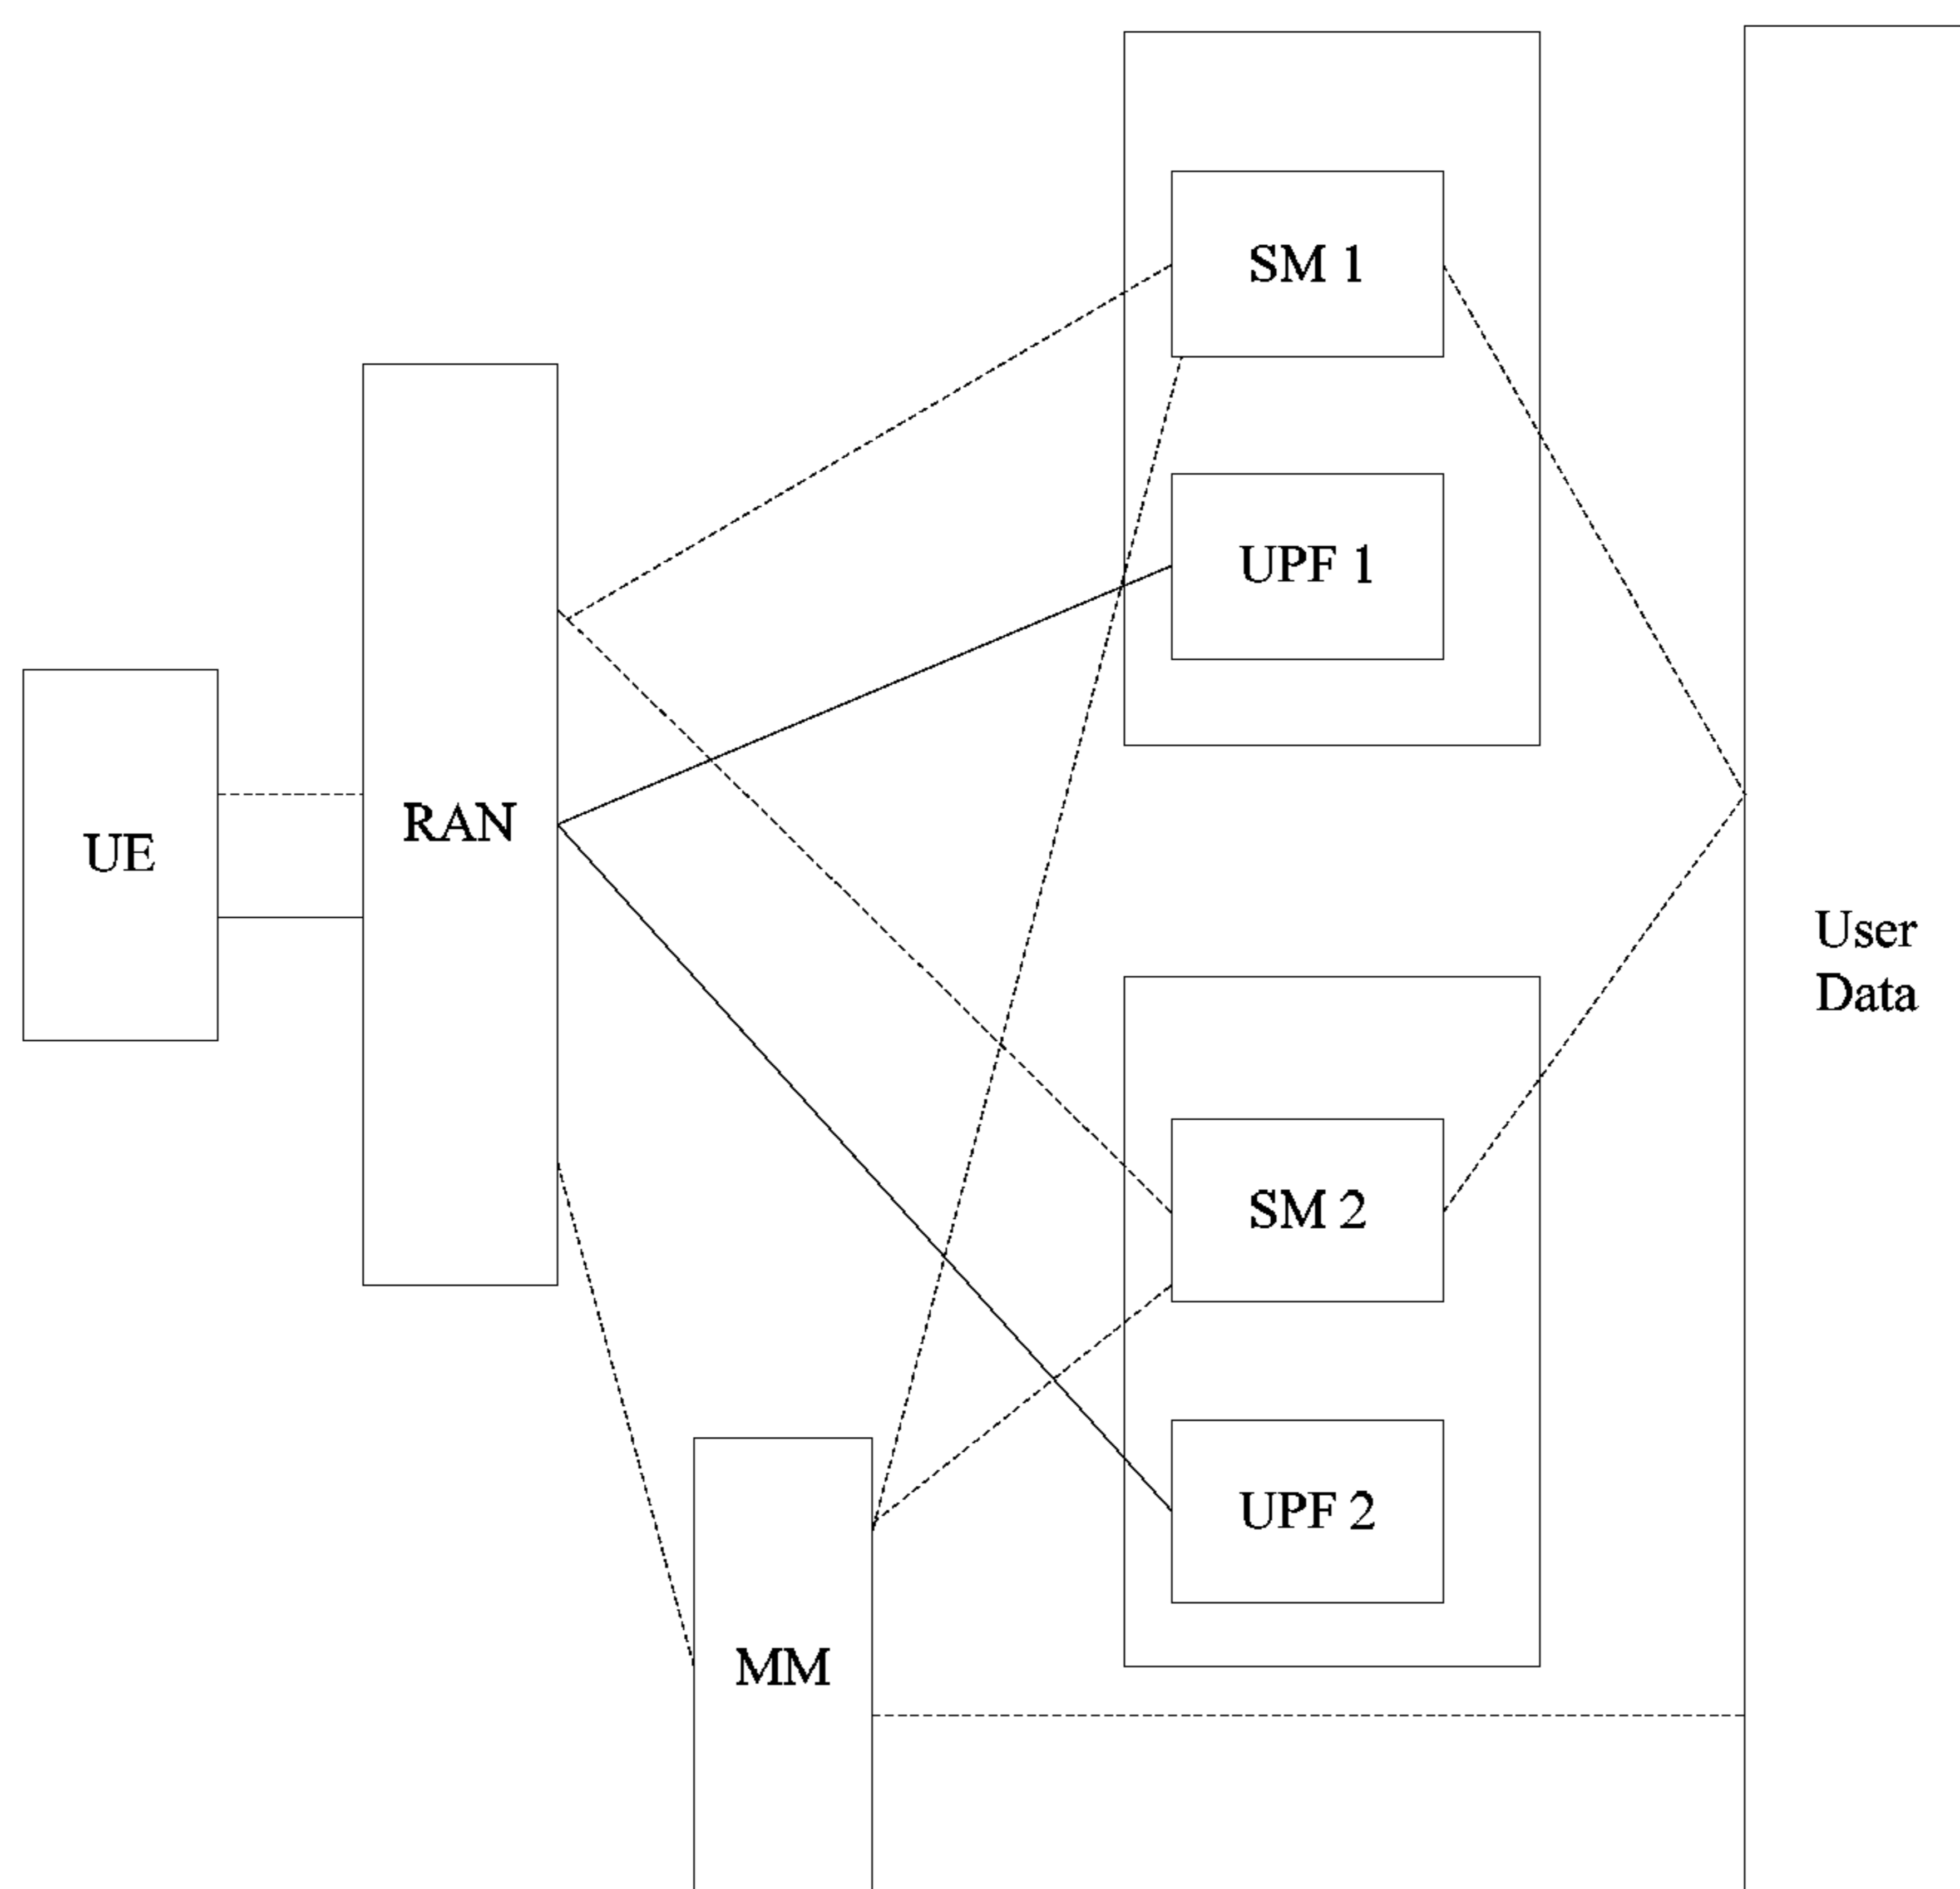 SM 1
UPF 1
RAN
UE
User
Data
SM 2
UPF 2
MM